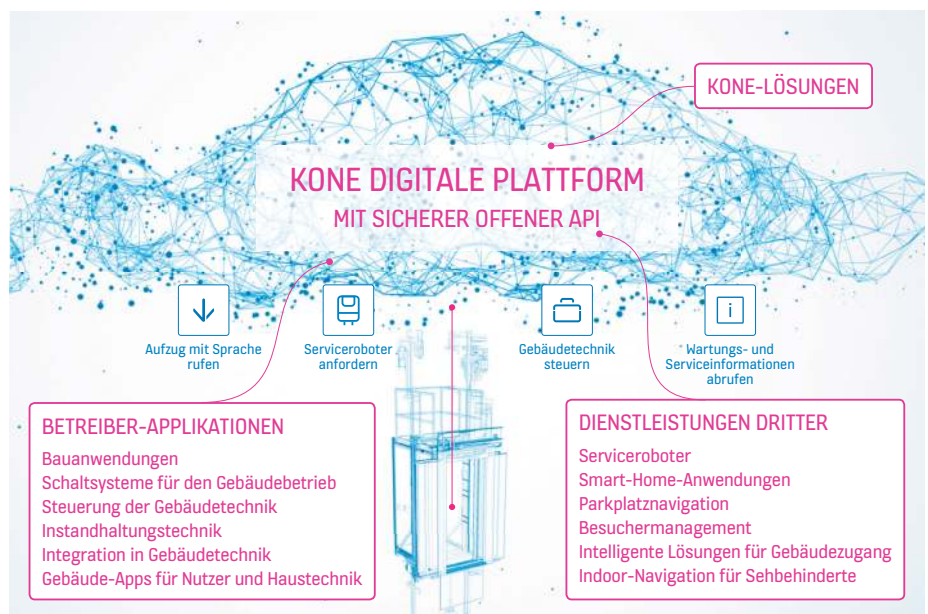 KONE-LÖSUNGEN
KONE DIGITALE PLATTFORM
MIT SICHERER OFFENER API
Aufzug mit Sprache
rufen
Serviceroboter
anfordern
Gebäudetechnik
steuern
i
Wartungs- und
Serviceinformationen
abrufen
BETREIBER-APPLIKATIONEN
Bauanwendungen
Schaltsysteme für den Gebäudebetrieb
Steuerung der Gebäudetechnik
Instandhaltungstechnik
Integration in Gebäudetechnik
Gebäude-Apps für Nutzer und Haustechnik
DIENSTLEISTUNGEN DRITTER
Serviceroboter
Smart-Home-Anwendungen
Parkplatznavigation
Besuchermanagement
Intelligente Lösungen für Gebäudezugang
Indoor-Navigation für Sehbehinderte